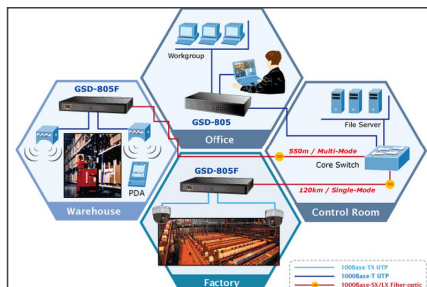 Workgroup
GSD-805
Office
GSD-805F
PDA
Warehouse
File Server
550m / Multi-Mode
Core Switch
120km / Single-Mode
Control Room
GSD-805F
Factory
100Base-TX UTP
1000Base-T UTP
1000Base-SX/LX Fiber-optic